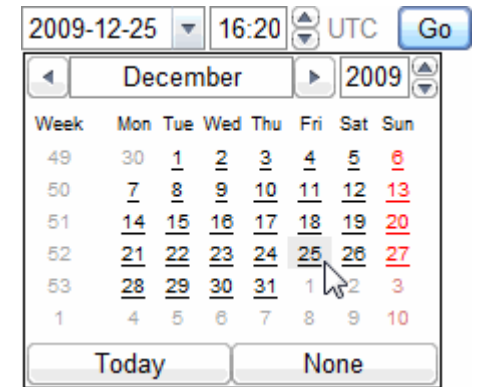 2009-12-25 16:20 UTC Go
December 2009
Week Mon Tue Wed Thu Fri Sat Sun
49 30 1 2 3 4 5 6
50 7 8 9 10 11 12 13
51 14 15 16 17 18 19 20
52 21 22 23 24 25 26 27
53 28 29 30 31 1 2 3
1 4 5 6 7 8 9 10
Today None